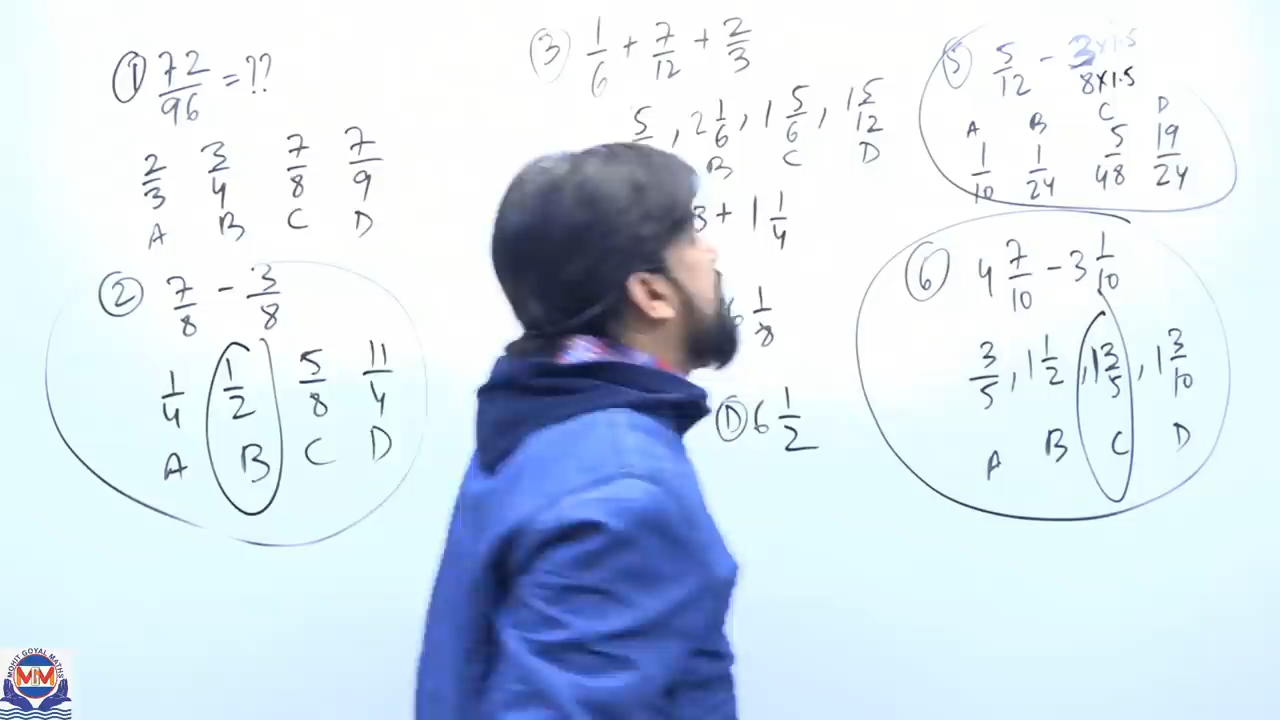 ① 72/96 = ??
2/3 3/4 7/8 7/9
A B C D
② 7/8 - 3/8
1/4 1/2 5/8 11/4
A B C D
③ 1/6 + 7/12 + 2/3
, 2 1/6, 1 5/6, 1 5/12
B C D
+ 1 1/4
1/8
Ⓓ 6 1/2
⑤ 5/12 - 3×1.5/8×1.5
A B C D
1/10 1/24 5/48 19/24
⑥ 4 7/10 - 3 1/10
3/5, 1 1/2, 1 3/5, 1 3/10
A B C D
MOHIT GOYAL MATHS
MM